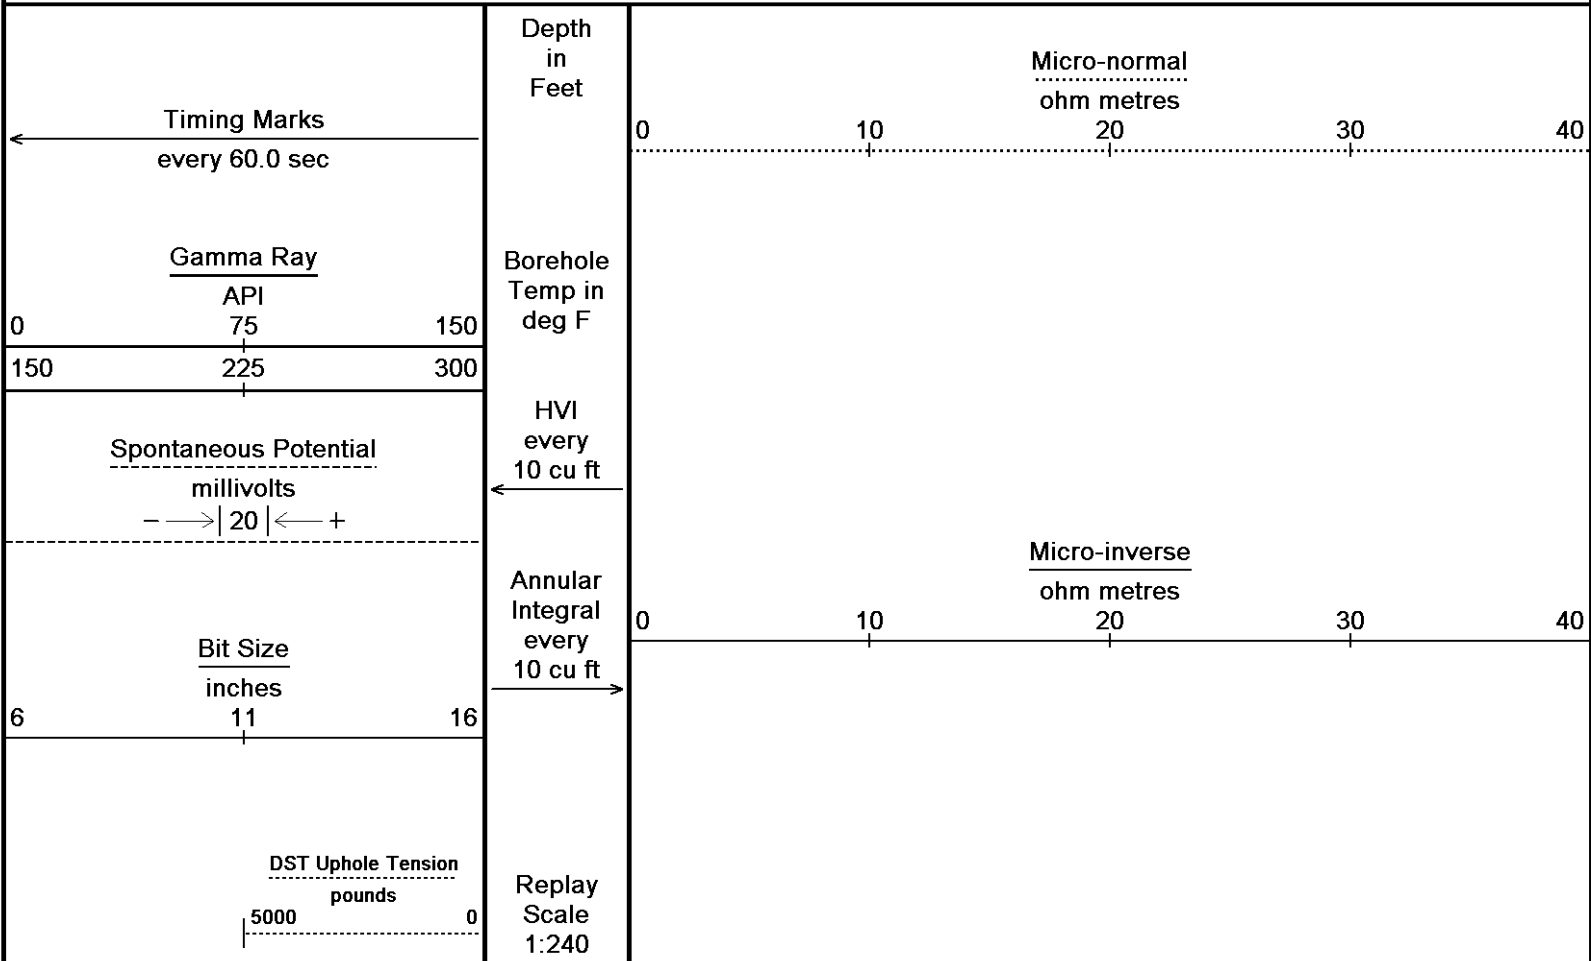 Timing Marks
every 60.0 sec
Gamma Ray
API
0 75 150
150 225 300
Spontaneous Potential
millivolts
− 20 +
Bit Size
inches
6 11 16
DST Uphole Tension
pounds
5000 0
Depth
in
Feet
Borehole
Temp in
deg F
HVI
every
10 cu ft
Annular
Integral
every
10 cu ft
Replay
Scale
1:240
Micro-normal
ohm metres
0 10 20 30 40
Micro-inverse
ohm metres
0 10 20 30 40